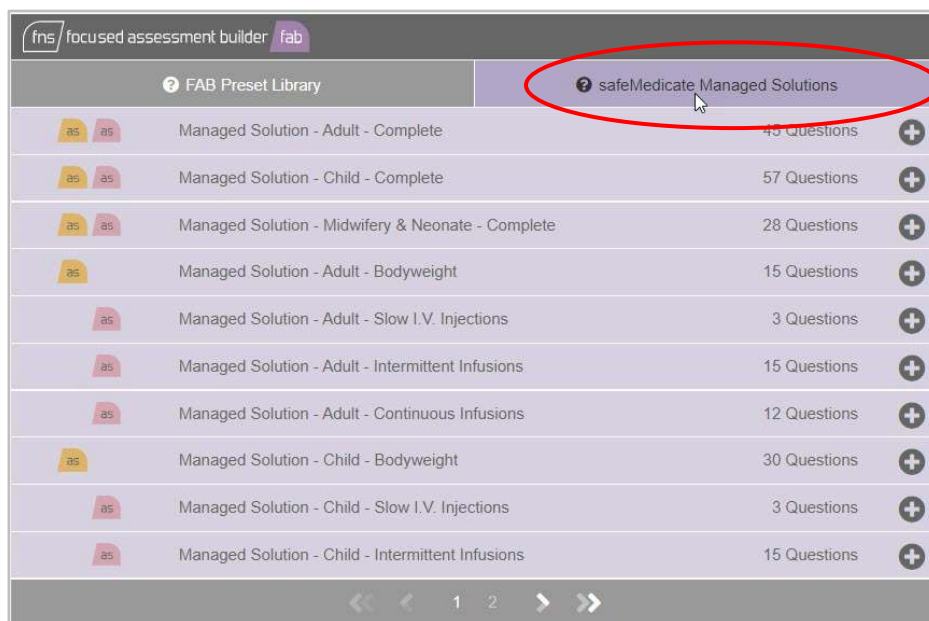 fns focused assessment builder fab
? FAB Preset Library ? safeMedicate Managed Solutions
as as Managed Solution - Adult - Complete 45 Questions
as as Managed Solution - Child - Complete 57 Questions
as as Managed Solution - Midwifery & Neonate - Complete 28 Questions
as Managed Solution - Adult - Bodyweight 15 Questions
as Managed Solution - Adult - Slow I.V. Injections 3 Questions
as Managed Solution - Adult - Intermittent Infusions 15 Questions
as Managed Solution - Adult - Continuous Infusions 12 Questions
as Managed Solution - Child - Bodyweight 30 Questions
as Managed Solution - Child - Slow I.V. Injections 3 Questions
as Managed Solution - Child - Intermittent Infusions 15 Questions
1 2